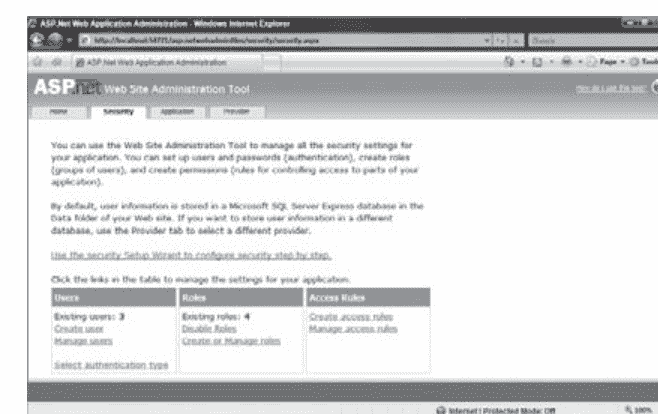 ASP.Net Web Application Administration - Windows Internet Explorer
ASP.Net Web Application Administration
Page
ASP.net Web Site Administration Tool
Home Security Application Provider
You can use the Web Site Administration Tool to manage all the security settings for
your application. You can set up users and passwords (authentication), create roles
(groups of users), and create permissions (rules for controlling access to parts of your
application).
By default, user information is stored in a Microsoft SQL Server Express database in the
Data folder of your Web site. If you want to store user information in a different
database, use the Provider tab to select a different provider.
Use the security Setup Wizard to configure security step by step.
Click the links in the table to manage the settings for your application.
Users Roles Access Rules
Existing users: 3 Existing roles: 4 Create access rules
Create user Disable Roles Manage access rules
Manage users Create or Manage roles
Select authentication type
Internet | Protected Mode: Off 100%